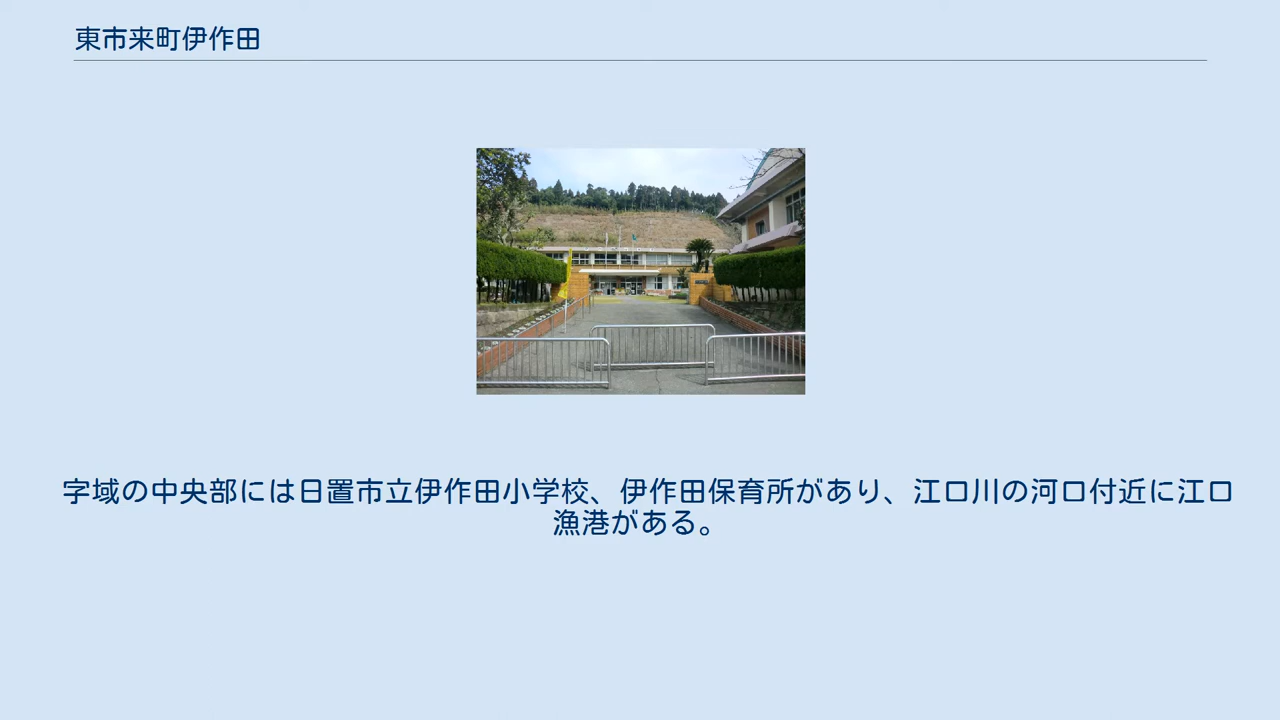 東市来町伊作田
字域の中央部には日置市立伊作田小学校、伊作田保育所があり、江口川の河口付近に江口
漁港がある。